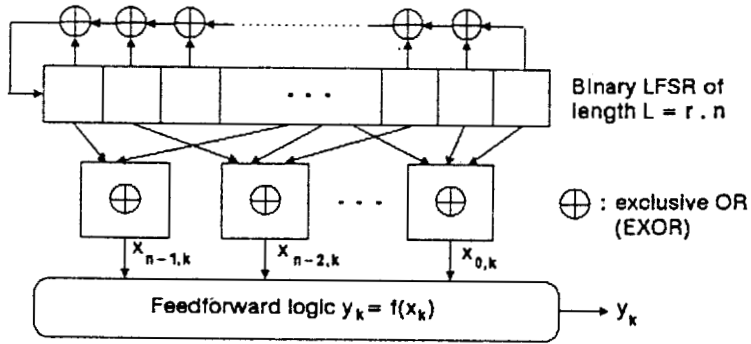 Binary LFSR of
length L = r . n
. . .
⊕ : exclusive OR
(EXOR)
. . .
x_{n-1,k} x_{n-2,k} x_{0,k}
Feedforward logic y_k = f(x_k)
y_k